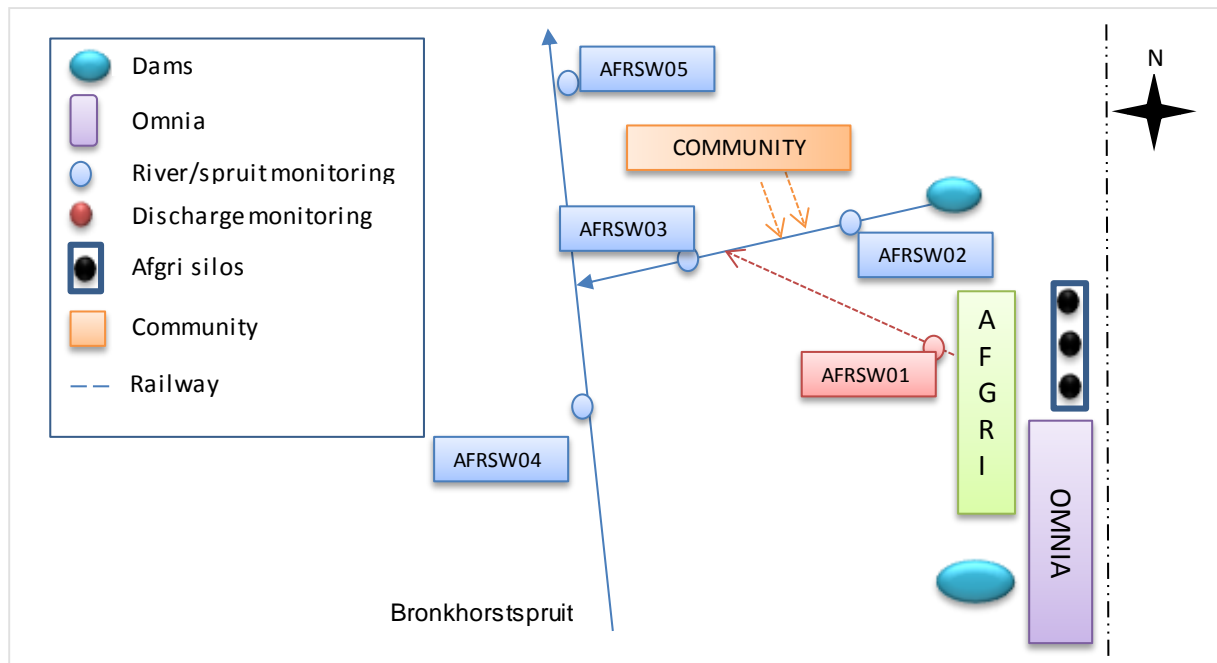 Dams
Omnia
River/spruit monitoring
Discharge monitoring
Afgri silos
Community
Railway
AFRSW05
N
COMMUNITY
AFRSW03
AFRSW02
AFRSW01
AFGRI
AFRSW04
OMNIA
Bronkhorstspruit